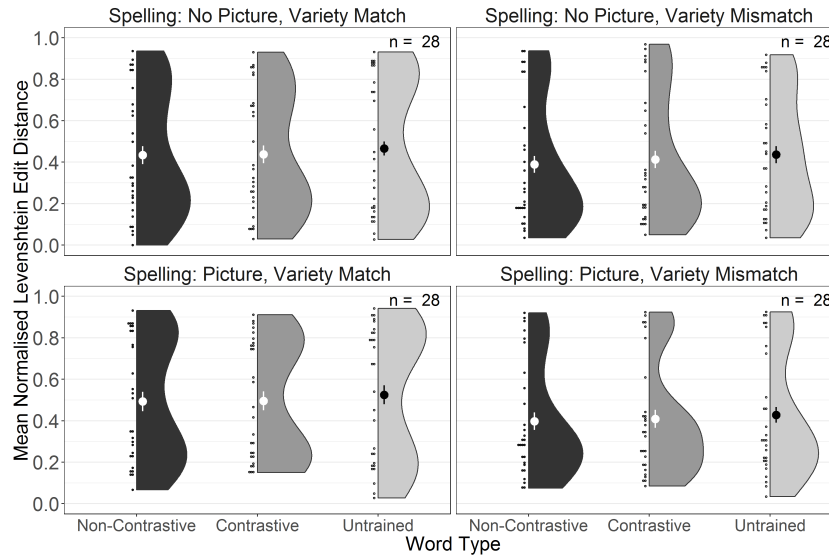 Spelling: No Picture, Variety Match
Spelling: No Picture, Variety Mismatch
n = 28
n = 28
1.0
0.8
0.6
0.4
0.2
0.0
Spelling: Picture, Variety Match
Spelling: Picture, Variety Mismatch
n = 28
n = 28
1.0
0.8
0.6
0.4
0.2
0.0
Mean Normalised Levenshtein Edit Distance
Non-Contrastive Contrastive Untrained
Non-Contrastive Contrastive Untrained
Word Type